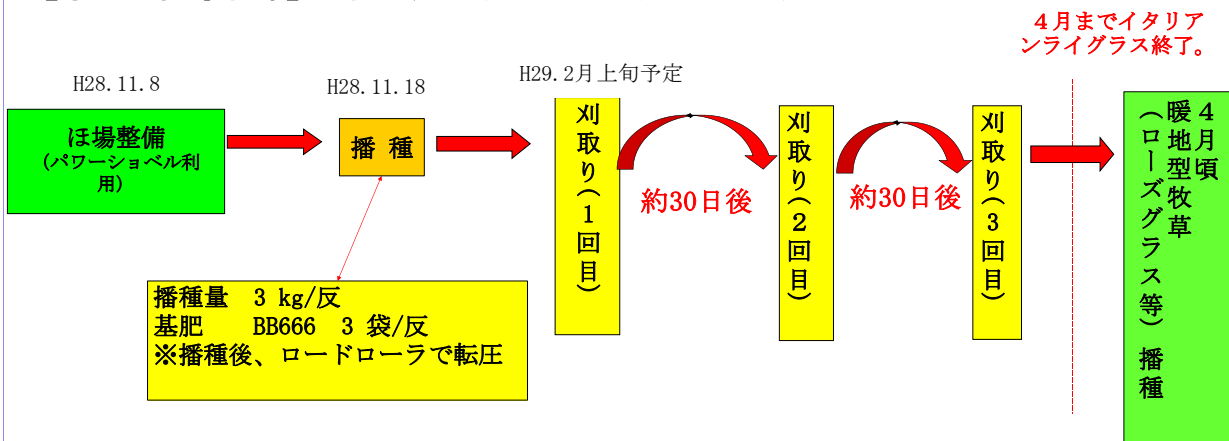 4月までイタリア
ンライグラス終了。
H28.11.8
H28.11.18
H29.2月上旬予定
ほ場整備
(パワーショベル利
用)
播 種
刈取り(1回目)
約30日後
刈取り(2回目)
約30日後
刈取り(3回目)
4月頃
暖地型牧草
(ローズグラス等) 播種
播種量 3 kg/反
基肥 BB666 3 袋/反
※播種後、ロードローラで転圧